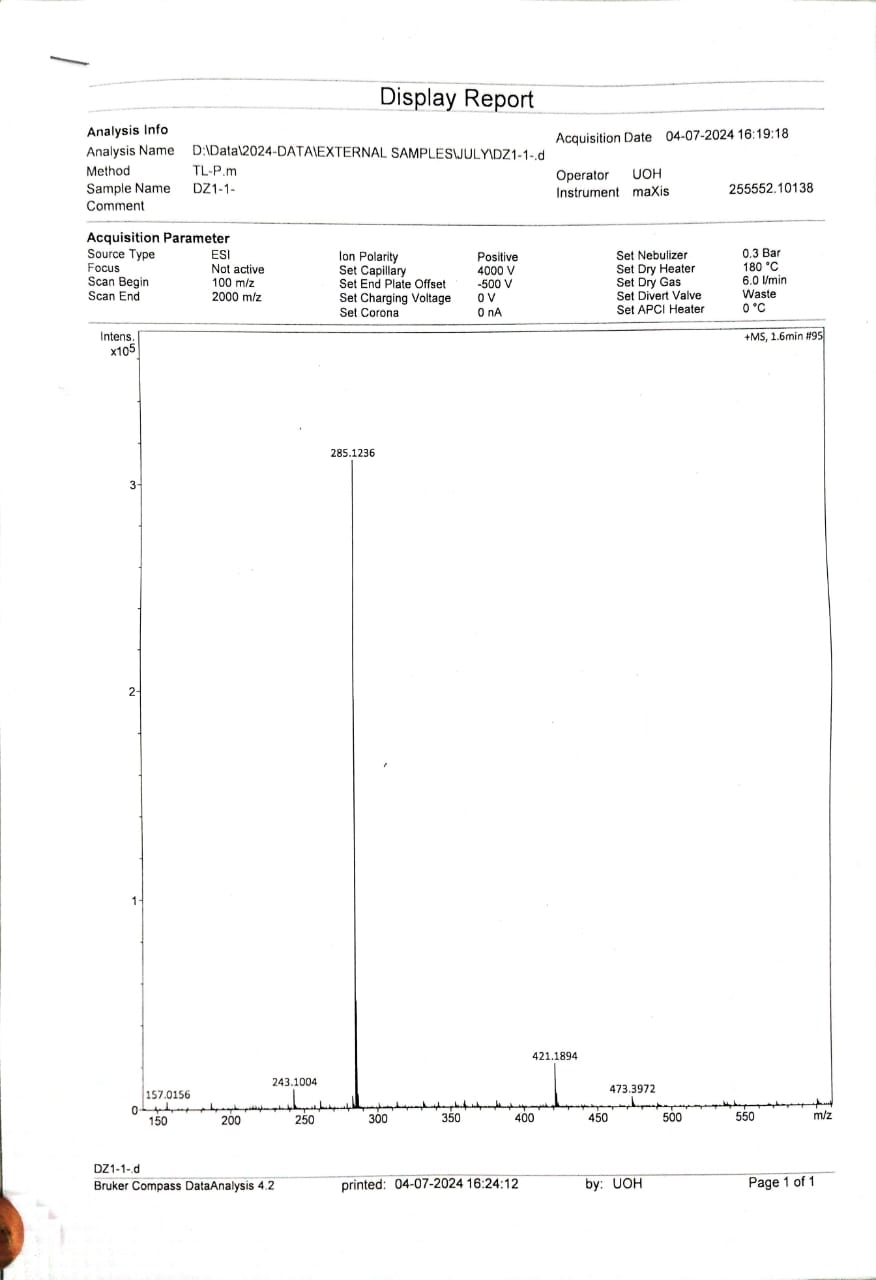 Display Report
Analysis Info
Acquisition Date 04-07-2024 16:19:18
Analysis Name D:\Data\2024-DATA\EXTERNAL SAMPLES\JULY\DZ1-1-.d
Method TL-P.m Operator UOH
Sample Name DZ1-1- Instrument maXis 255552.10138
Comment
Acquisition Parameter
Source Type ESI Ion Polarity Positive Set Nebulizer 0.3 Bar
Focus Not active Set Capillary 4000 V Set Dry Heater 180 °C
Scan Begin 100 m/z Set End Plate Offset -500 V Set Dry Gas 6.0 l/min
Scan End 2000 m/z Set Charging Voltage 0 V Set Divert Valve Waste
Set Corona 0 nA Set APCI Heater 0 °C
Intens. +MS, 1.6min #95
x10⁵
285.1236
3
2
1
421.1894
243.1004
473.3972
157.0156
0
150 200 250 300 350 400 450 500 550 m/z
DZ1-1-.d
Bruker Compass DataAnalysis 4.2 printed: 04-07-2024 16:24:12 by: UOH Page 1 of 1